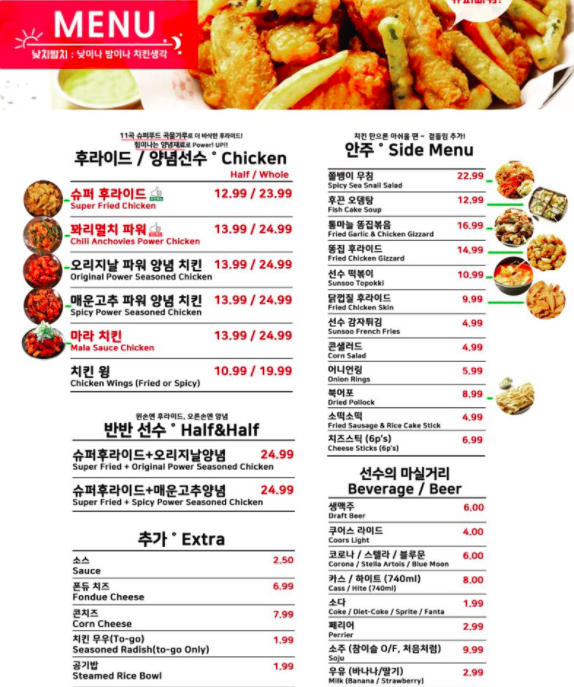 MENU
낮치밤치 : 낮이나 밤이나 치킨생각
11곡 슈퍼푸드 곡물가루로 더 바삭한 후라이드!
힘이나는 양념재료로 Power! UP!!
후라이드 / 양념선수 ° Chicken
Half / Whole
슈퍼 후라이드 12.99 / 23.99
Super Fried Chicken
꽈리멸치 파워 13.99 / 24.99
Chili Anchovies Power Chicken
오리지날 파워 양념 치킨 13.99 / 24.99
Original Power Seasoned Chicken
매운고추 파워 양념 치킨 13.99 / 24.99
Spicy Power Seasoned Chicken
마라 치킨 13.99 / 24.99
Mala Sauce Chicken
치킨 윙 10.99 / 19.99
Chicken Wings (Fried or Spicy)
왼손엔 후라이드, 오른손엔 양념
반반 선수 ° Half&Half
슈퍼후라이드+오리지날양념 24.99
Super Fried + Original Power Seasoned Chicken
슈퍼후라이드+매운고추양념 24.99
Super Fried + Spicy Power Seasoned Chicken
추가 ° Extra
소스 2.50
Sauce
폰듀 치즈 6.99
Fondue Cheese
콘치즈 7.99
Corn Cheese
치킨 무우(To-go) 1.99
Seasoned Radish(to-go Only)
공기밥 1.99
Steamed Rice Bowl
치킨 만으론 아쉬울 땐 ~ 곁들임 추가!
안주 ° Side Menu
쫄뱅이 무침 22.99
Spicy Sea Snail Salad
후끈 오뎅탕 12.99
Fish Cake Soup
통마늘 똥집볶음 16.99
Fried Garlic & Chicken Gizzard
똥집 후라이드 14.99
Fried Chicken Gizzard
선수 떡볶이 10.99
Sunsoo Topokki
닭껍질 후라이드 9.99
Fried Chicken Skin
선수 감자튀김 4.99
Sunsoo French Fries
콘샐러드 4.99
Corn Salad
어니언링 5.99
Onion Rings
북어포 8.99
Dried Pollock
소떡소떡 4.99
Fried Sausage & Rice Cake Stick
치즈스틱 (6p's) 6.99
Cheese Sticks (6p's)
선수의 마실거리
Beverage / Beer
생맥주 6.00
Draft Beer
쿠어스 라이드 4.00
Coors Light
코로나 / 스텔라 / 블루문 6.00
Corona / Stella Artois / Blue Moon
카스 / 하이트 (740ml) 8.00
Cass / Hite (740ml)
소다 1.99
Coke / Diet-Coke / Sprite / Fanta
페리어 2.99
Perrier
소주 (참이슬 O/F, 처음처럼) 9.99
Soju
우유 (바나나/딸기) 2.99
Milk (Banana / Strawberry)